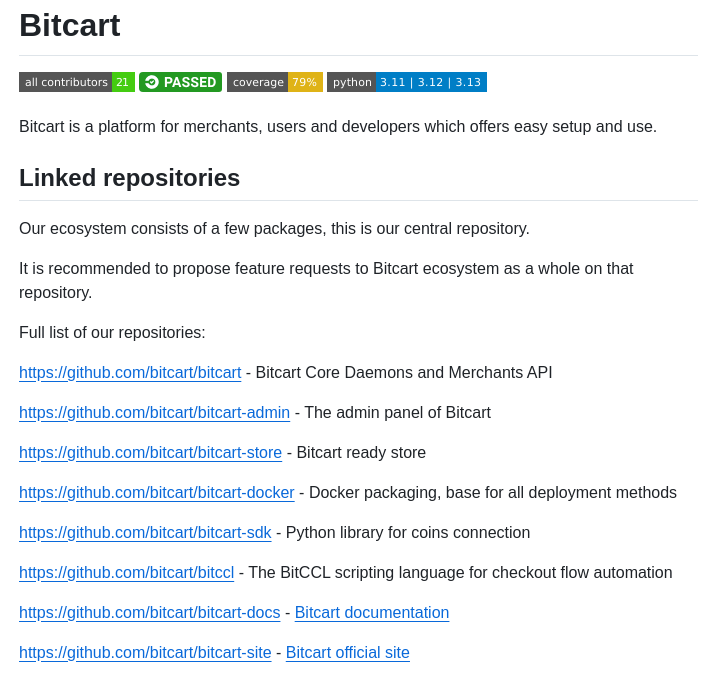 Bitcart
all contributors 21 PASSED coverage 79% python 3.11 | 3.12 | 3.13
Bitcart is a platform for merchants, users and developers which offers easy setup and use.
Linked repositories
Our ecosystem consists of a few packages, this is our central repository.
It is recommended to propose feature requests to Bitcart ecosystem as a whole on that
repository.
Full list of our repositories:
https://github.com/bitcart/bitcart - Bitcart Core Daemons and Merchants API
https://github.com/bitcart/bitcart-admin - The admin panel of Bitcart
https://github.com/bitcart/bitcart-store - Bitcart ready store
https://github.com/bitcart/bitcart-docker - Docker packaging, base for all deployment methods
https://github.com/bitcart/bitcart-sdk - Python library for coins connection
https://github.com/bitcart/bitccl - The BitCCL scripting language for checkout flow automation
https://github.com/bitcart/bitcart-docs - Bitcart documentation
https://github.com/bitcart/bitcart-site - Bitcart official site